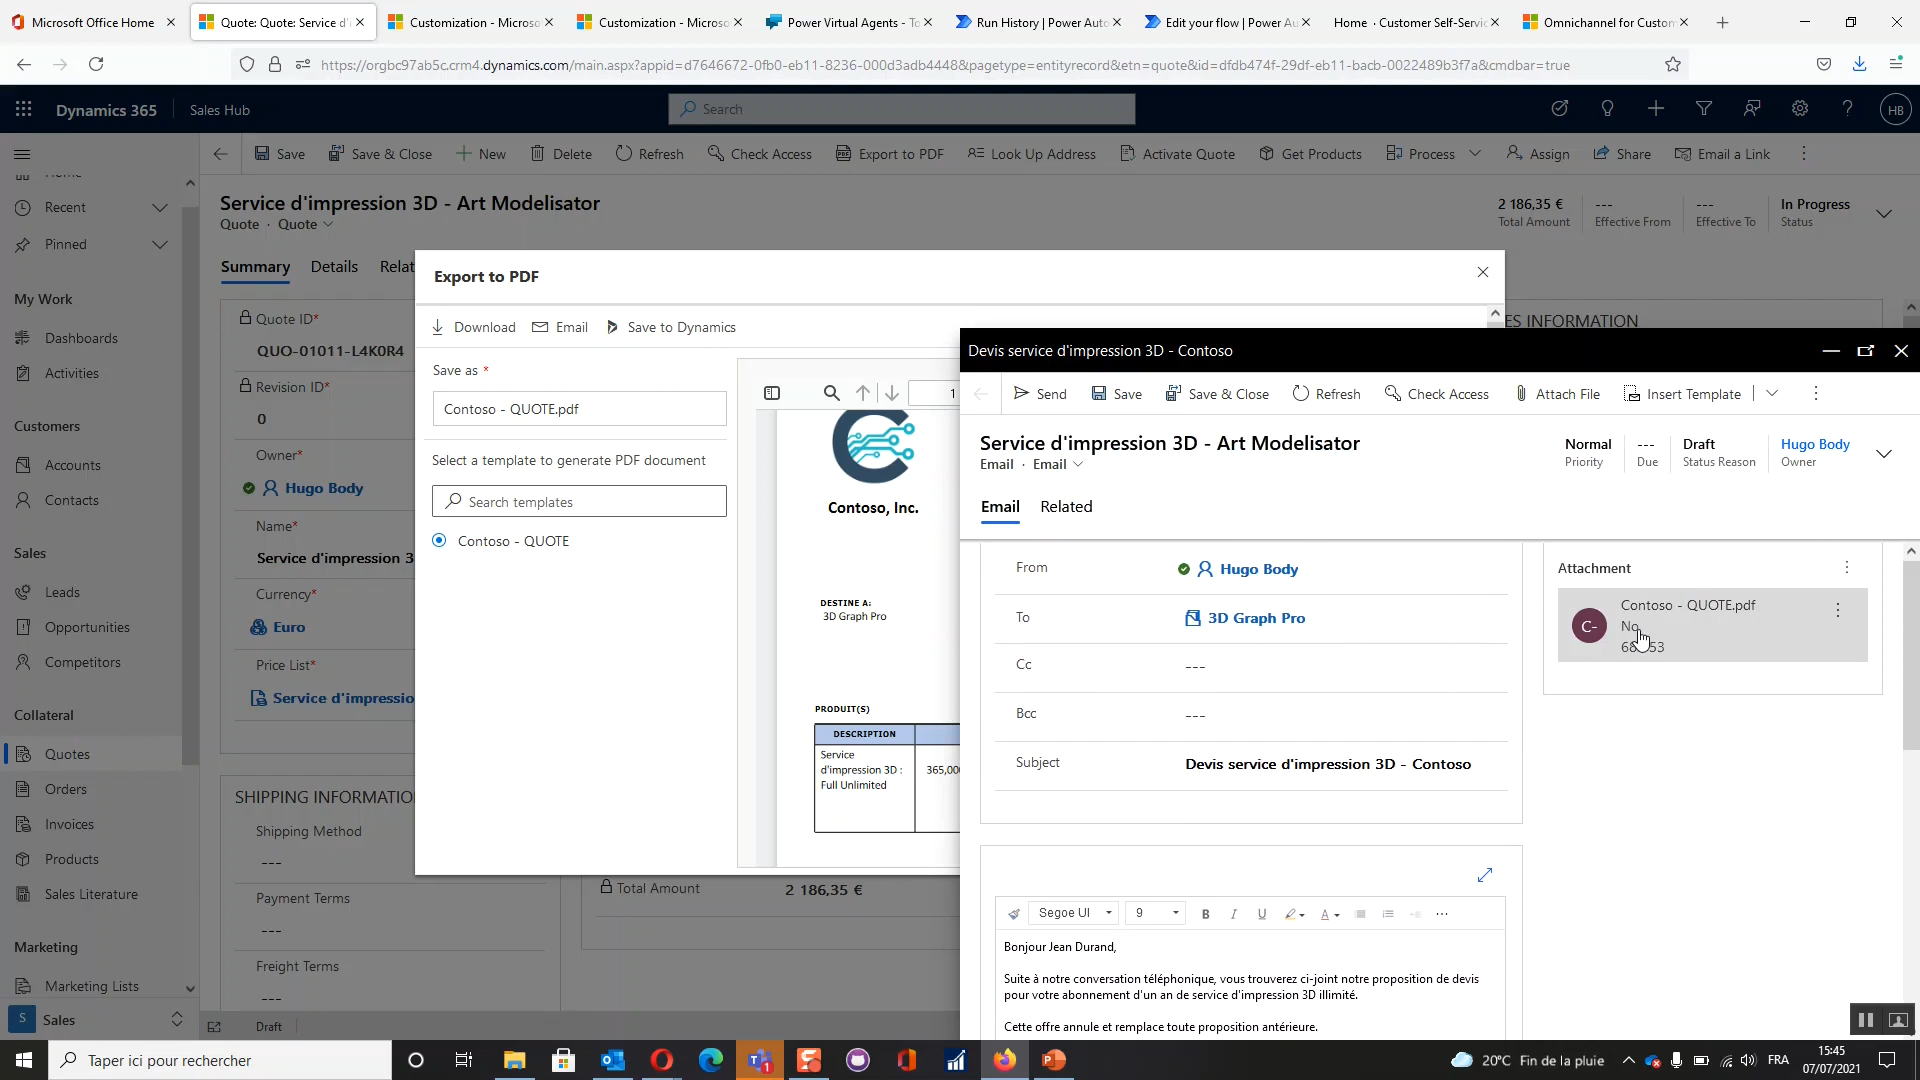 Microsoft Office Home
Quote: Quote: Service d'
Customization - Microso
Customization - Microso
Power Virtual Agents - To
Run History | Power Auto
Edit your flow | Power Au
Home · Customer Self-Servic
Omnichannel for Custom
https://orgbc97ab5c.crm4.dynamics.com/main.aspx?appid=d7646672-0fb0-eb11-8236-000d3adb4448&pagetype=entityrecord&etn=quote&id=dfdb474f-29df-eb11-bacb-0022489b3f7a&cmdbar=true
Dynamics 365
Sales Hub
Search
HB
Save
Save & Close
New
Delete
Refresh
Check Access
Export to PDF
Look Up Address
Activate Quote
Get Products
Process
Assign
Share
Email a Link
Home
Recent
Pinned
My Work
Dashboards
Activities
Customers
Accounts
Contacts
Sales
Leads
Opportunities
Competitors
Collateral
Quotes
Orders
Invoices
Products
Sales Literature
Marketing
Marketing Lists
S
Sales
Service d'impression 3D - Art Modelisator
Quote · Quote
2 186,35 €
Total Amount
---
Effective From
---
Effective To
In Progress
Status
Summary
Details
Relat
Quote ID*
QUO-01011-L4K0R4
Revision ID*
0
Owner*
Hugo Body
Name*
Service d'impression 3
Currency*
Euro
Price List*
Service d'impressio
SHIPPING INFORMATIO
Shipping Method
---
Payment Terms
---
Freight Terms
---
Draft
ES INFORMATION
Total Amount
2 186,35 €
Export to PDF
Download
Email
Save to Dynamics
Save as *
Contoso - QUOTE.pdf
Select a template to generate PDF document
Search templates
Contoso - QUOTE
1
Contoso, Inc.
DESTINE A:
3D Graph Pro
PRODUIT(S)
DESCRIPTION
Service
d'impression 3D :
Full Unlimited
365,00
Devis service d'impression 3D - Contoso
Send
Save
Save & Close
Refresh
Check Access
Attach File
Insert Template
Service d'impression 3D - Art Modelisator
Email · Email
Normal
Priority
---
Due
Draft
Status Reason
Hugo Body
Owner
Email
Related
From
Hugo Body
To
3D Graph Pro
Cc
---
Bcc
---
Subject
Devis service d'impression 3D - Contoso
Attachment
C-
Contoso - QUOTE.pdf
No
Segoe UI
9
B
I
U
A
Bonjour Jean Durand,
Suite à notre conversation téléphonique, vous trouverez ci-joint notre proposition de devis
pour votre abonnement d'un an de service d'impression 3D illimité.
Cette offre annule et remplace toute proposition antérieure.
Taper ici pour rechercher
1
20°C Fin de la pluie
FRA
15:45
07/07/2021